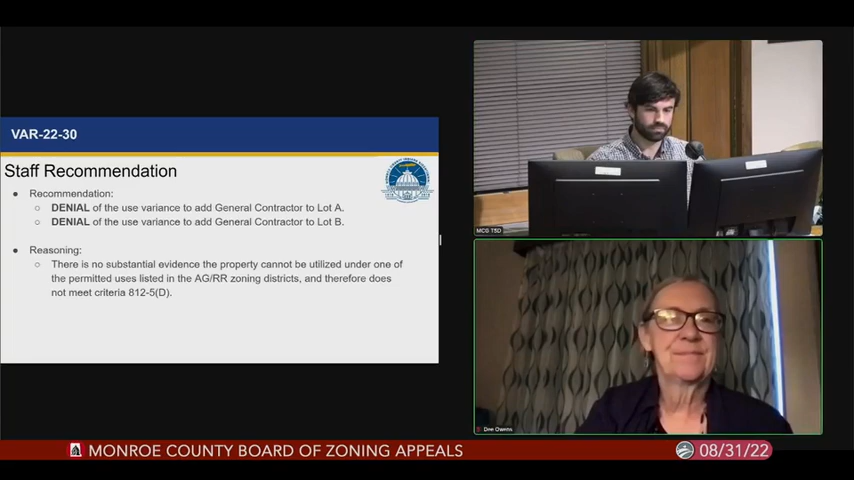 VAR-22-30
Staff Recommendation
● Recommendation:
○ DENIAL of the use variance to add General Contractor to Lot A.
○ DENIAL of the use variance to add General Contractor to Lot B.
● Reasoning:
○ There is no substantial evidence the property cannot be utilized under one of
the permitted uses listed in the AG/RR zoning districts, and therefore does
not meet criteria 812-5(D).
MCG TSD
Dee Owens
MONROE COUNTY BOARD OF ZONING APPEALS
08/31/22